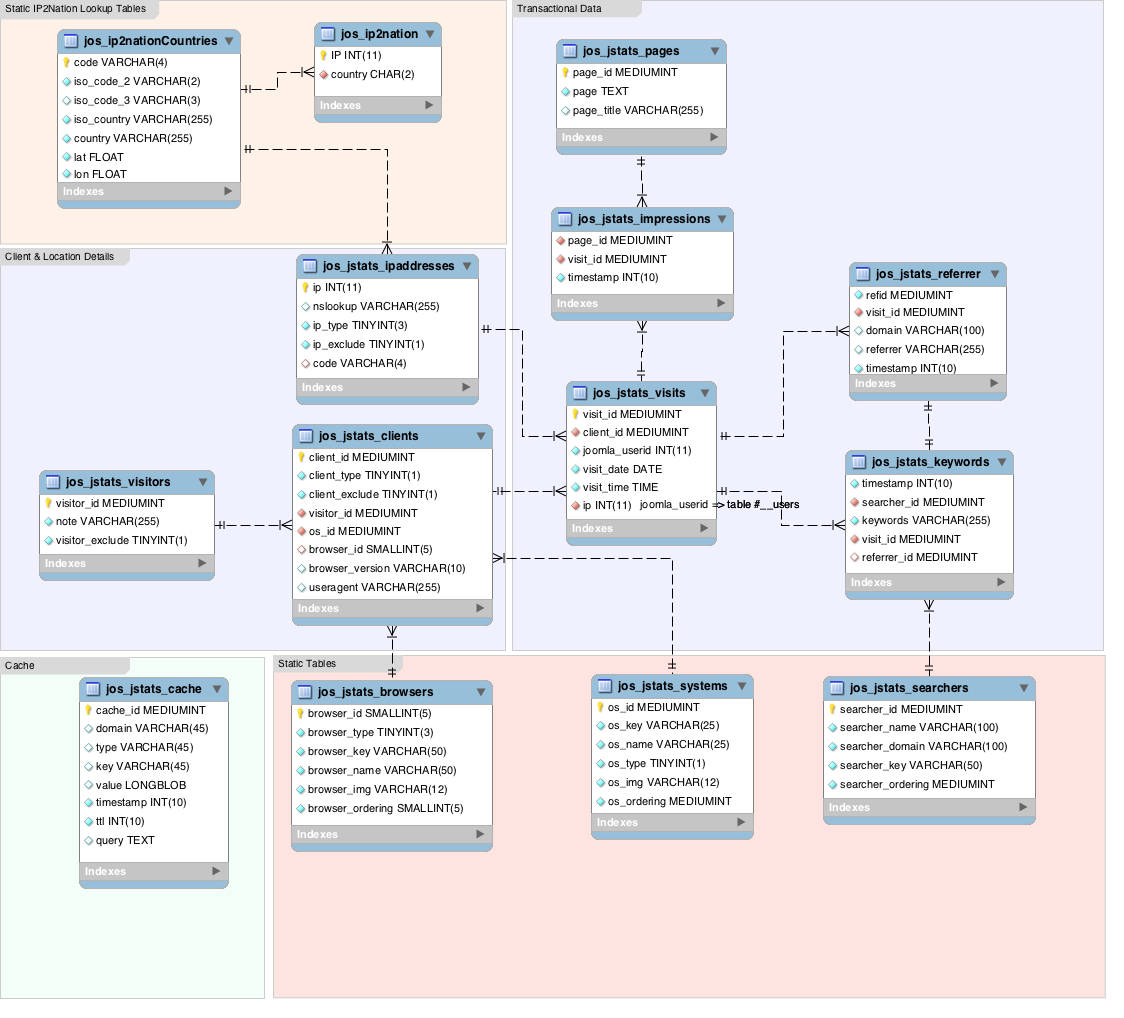 Static IP2Nation Lookup Tables
jos_ip2nationCountries
code VARCHAR(4)
iso_code_2 VARCHAR(2)
iso_code_3 VARCHAR(3)
iso_country VARCHAR(255)
country VARCHAR(255)
lat FLOAT
lon FLOAT
Indexes
jos_ip2nation
IP INT(11)
country CHAR(2)
Indexes
Transactional Data
jos_jstats_pages
page_id MEDIUMINT
page TEXT
page_title VARCHAR(255)
Indexes
jos_jstats_impressions
page_id MEDIUMINT
visit_id MEDIUMINT
timestamp INT(10)
Indexes
jos_jstats_referrer
refid MEDIUMINT
visit_id MEDIUMINT
domain VARCHAR(100)
referrer VARCHAR(255)
timestamp INT(10)
Indexes
jos_jstats_visits
visit_id MEDIUMINT
client_id MEDIUMINT
joomla_userid INT(11)
visit_date DATE
visit_time TIME
ip INT(11)
Indexes
joomla_userid => table #__users
jos_jstats_keywords
timestamp INT(10)
searcher_id MEDIUMINT
keywords VARCHAR(255)
visit_id MEDIUMINT
referrer_id MEDIUMINT
Indexes
Client & Location Details
jos_jstats_ipaddresses
ip INT(11)
nslookup VARCHAR(255)
ip_type TINYINT(3)
ip_exclude TINYINT(1)
code VARCHAR(4)
Indexes
jos_jstats_clients
client_id MEDIUMINT
client_type TINYINT(1)
client_exclude TINYINT(1)
visitor_id MEDIUMINT
os_id MEDIUMINT
browser_id SMALLINT(5)
browser_version VARCHAR(10)
useragent VARCHAR(255)
Indexes
jos_jstats_visitors
visitor_id MEDIUMINT
note VARCHAR(255)
visitor_exclude TINYINT(1)
Indexes
Cache
jos_jstats_cache
cache_id MEDIUMINT
domain VARCHAR(45)
type VARCHAR(45)
key VARCHAR(45)
value LONGBLOB
timestamp INT(10)
ttl INT(10)
query TEXT
Indexes
Static Tables
jos_jstats_browsers
browser_id SMALLINT(5)
browser_type TINYINT(3)
browser_key VARCHAR(50)
browser_name VARCHAR(50)
browser_img VARCHAR(12)
browser_ordering SMALLINT(5)
Indexes
jos_jstats_systems
os_id MEDIUMINT
os_key VARCHAR(25)
os_name VARCHAR(25)
os_type TINYINT(1)
os_img VARCHAR(12)
os_ordering MEDIUMINT
Indexes
jos_jstats_searchers
searcher_id MEDIUMINT
searcher_name VARCHAR(100)
searcher_domain VARCHAR(100)
searcher_key VARCHAR(50)
searcher_ordering MEDIUMINT
Indexes